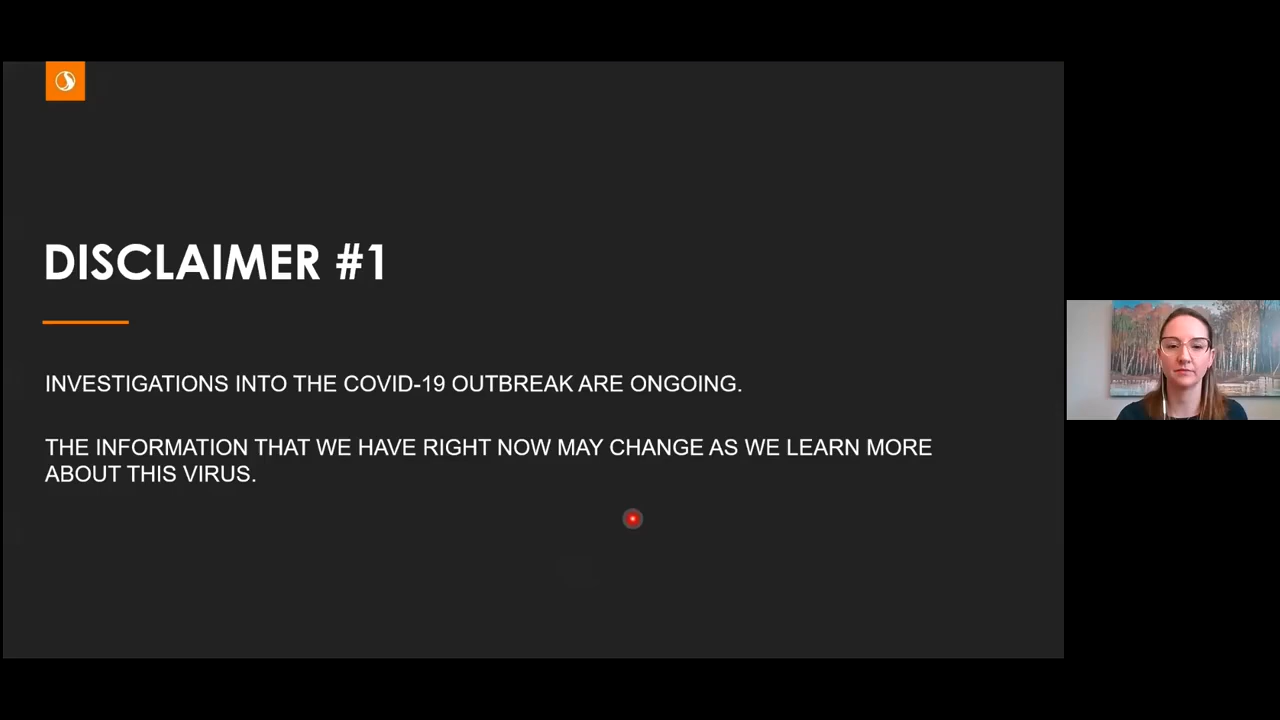 DISCLAIMER #1
INVESTIGATIONS INTO THE COVID-19 OUTBREAK ARE ONGOING.
THE INFORMATION THAT WE HAVE RIGHT NOW MAY CHANGE AS WE LEARN MORE
ABOUT THIS VIRUS.